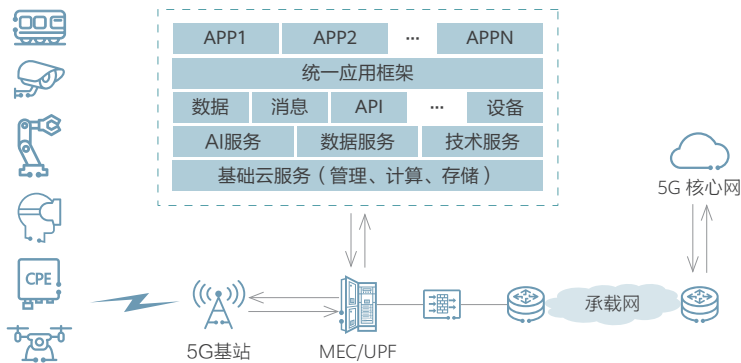 APP1 APP2 ... APPN
统一应用框架
数据 消息 API ... 设备
AI服务 数据服务 技术服务
基础云服务（管理、计算、存储）
5G 核心网
CPE
承载网
5G基站 MEC/UPF